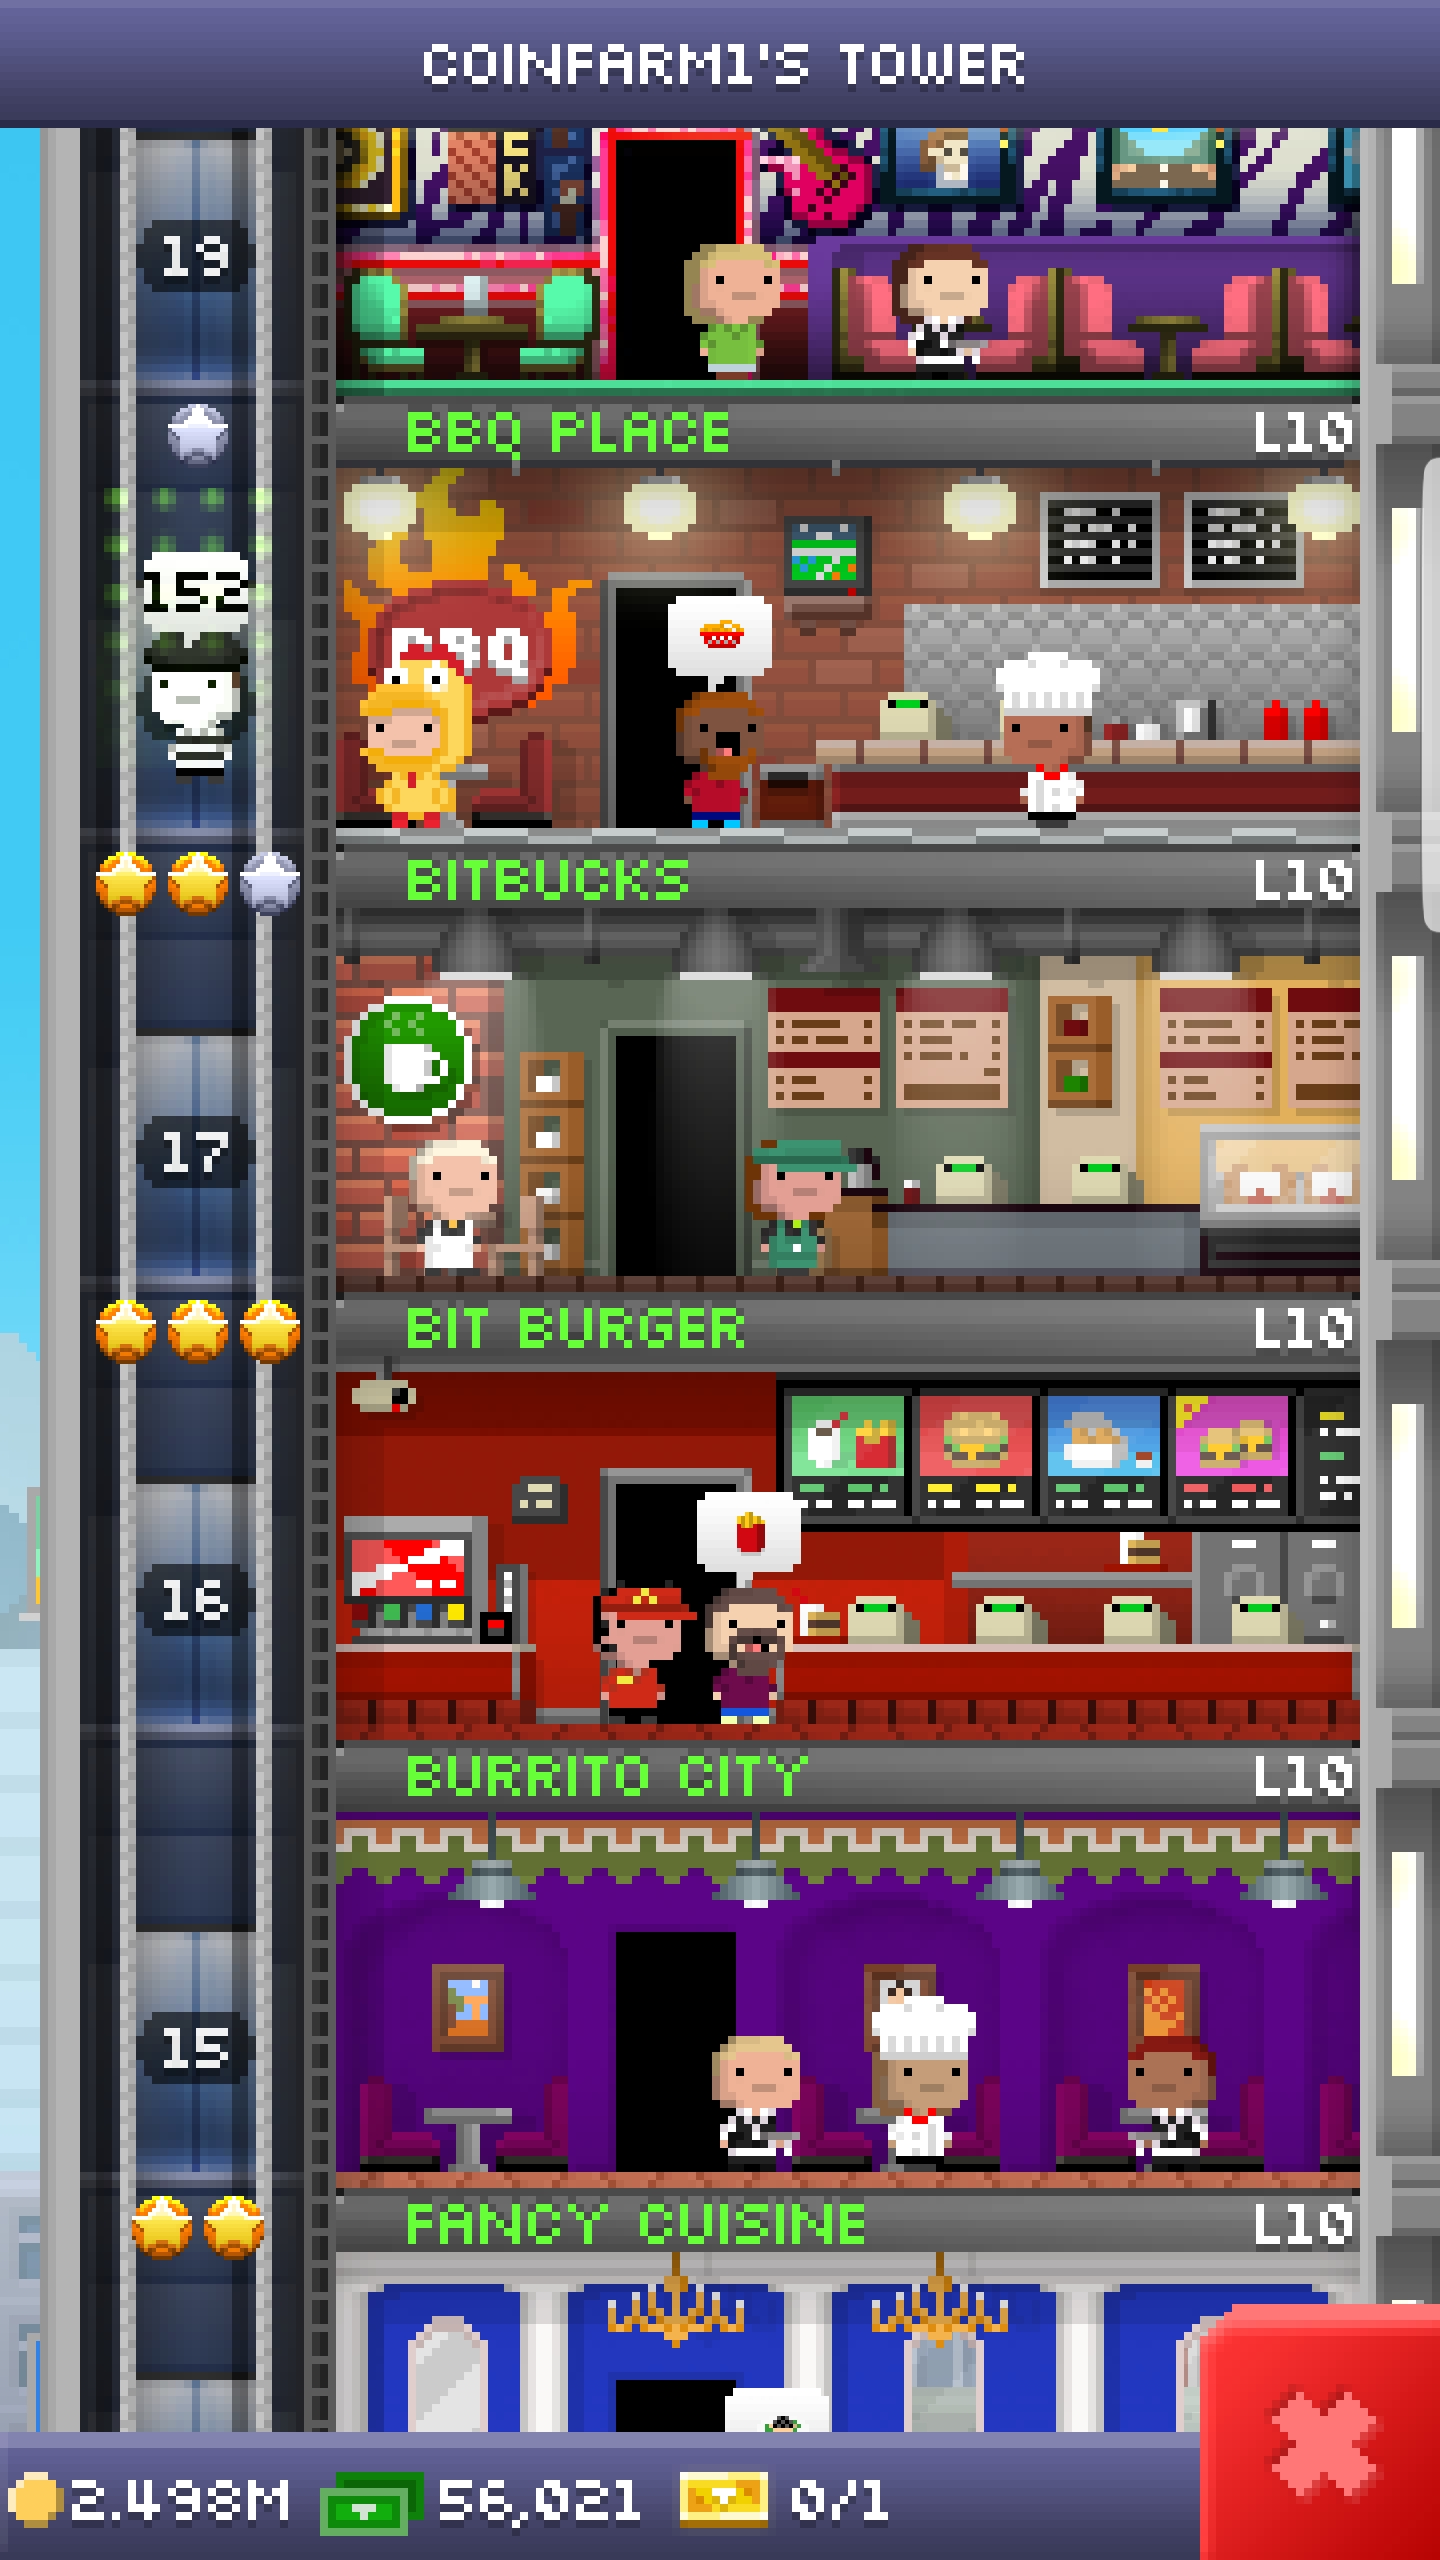 COINFARM1'S TOWER
19
BBQ PLACE L10
152
BBQ
BITBUCKS L10
17
BIT BURGER L10
16
BURRITO CITY L10
15
FANCY CUISINE L10
2.498M 56,021 0/1